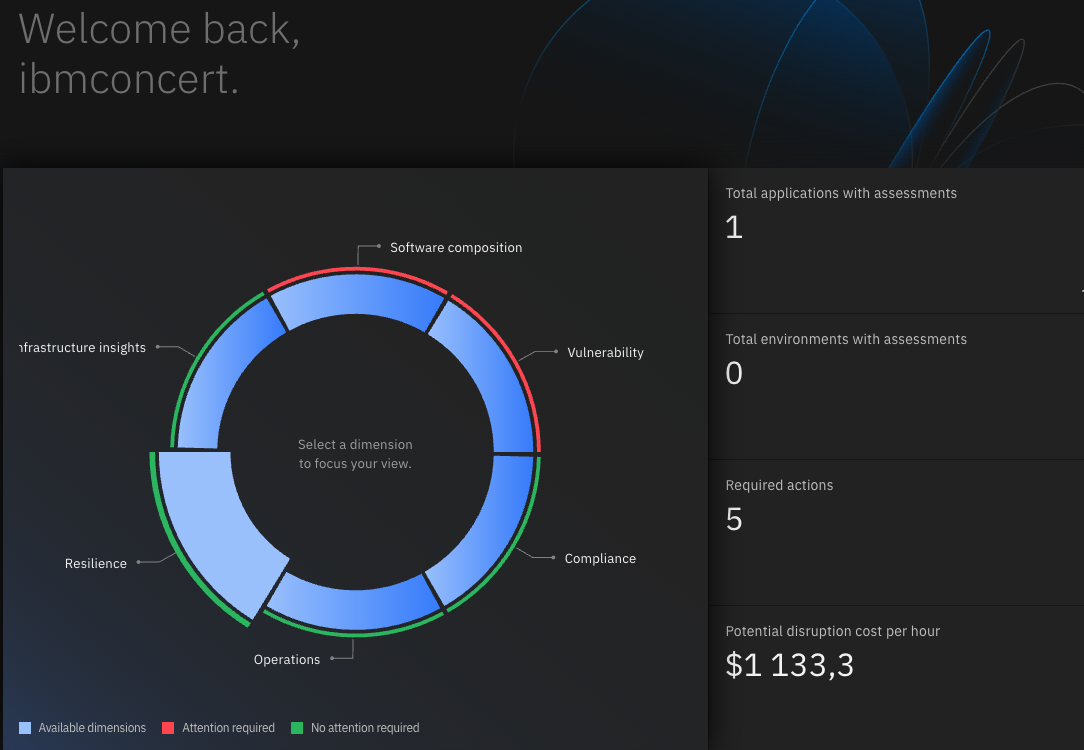 Welcome back,
ibmconcert.
Software composition
nfrastructure insights
Vulnerability
Select a dimension
to focus your view.
Resilience
Compliance
Operations
Available dimensions
Attention required
No attention required
Total applications with assessments
1
Total environments with assessments
0
Required actions
5
Potential disruption cost per hour
$1 133,3